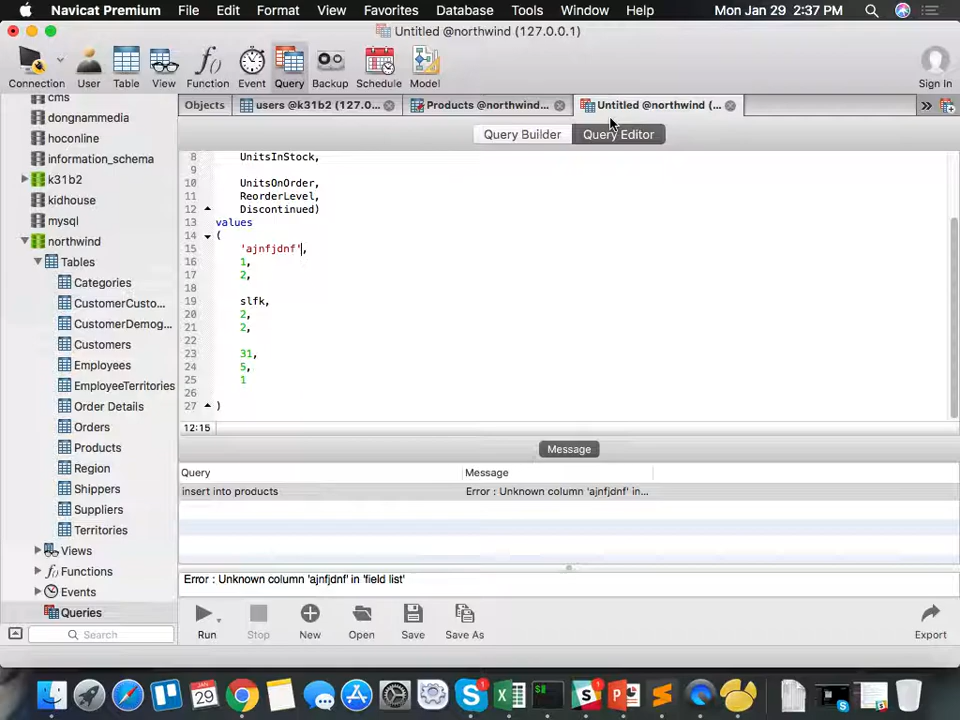 Navicat Premium File Edit Format View Favorites Database Tools Window Help Mon Jan 29 2:37 PM
Untitled @northwind (127.0.0.1)
Connection User Table View Function Event Query Backup Schedule Model Sign In
Objects users @k31b2 (127.0... Products @northwind... Untitled @northwind (... »
Query Builder Query Editor
cms
dongnammedia
hoconline
information_schema
k31b2
kidhouse
mysql
northwind
Tables
Categories
CustomerCusto...
CustomerDemog...
Customers
Employees
EmployeeTerritories
Order Details
Orders
Products
Region
Shippers
Suppliers
Territories
Views
Functions
Events
Queries
Search
8 UnitsInStock,
9
10 UnitsOnOrder,
11 ReorderLevel,
12 Discontinued)
13 values
14 (
15 'ajnfjdnf',
16 1,
17 2,
18
19 slfk,
20 2,
21 2,
22
23 31,
24 5,
25 1
26
27 )
12:15
Message
Query Message
insert into products Error : Unknown column 'ajnfjdnf' in...
Error : Unknown column 'ajnfjdnf' in 'field list'
Run Stop New Open Save Save As Export